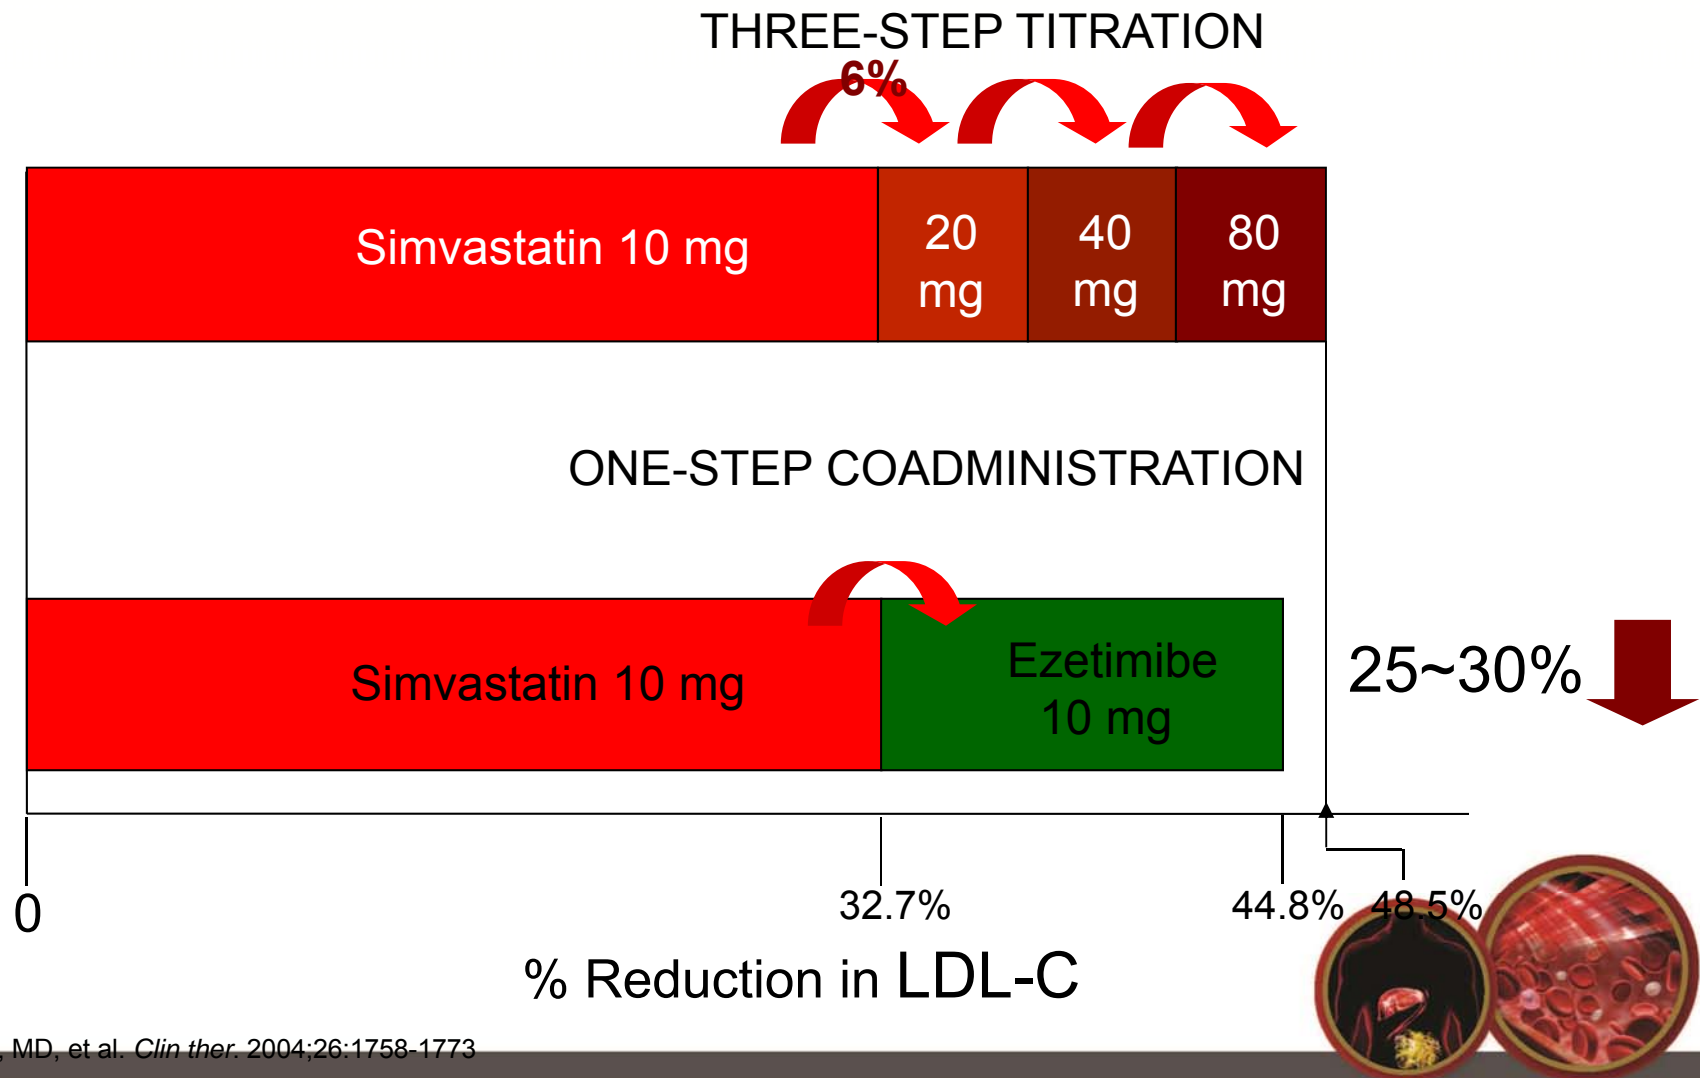 THREE-STEP TITRATION
6%
Simvastatin 10 mg
20
mg
40
mg
80
mg
ONE-STEP COADMINISTRATION
Simvastatin 10 mg
Ezetimibe
10 mg
25~30%
0
32.7%
44.8%
48.5%
% Reduction in LDL-C
, MD, et al. Clin ther. 2004;26:1758-1773